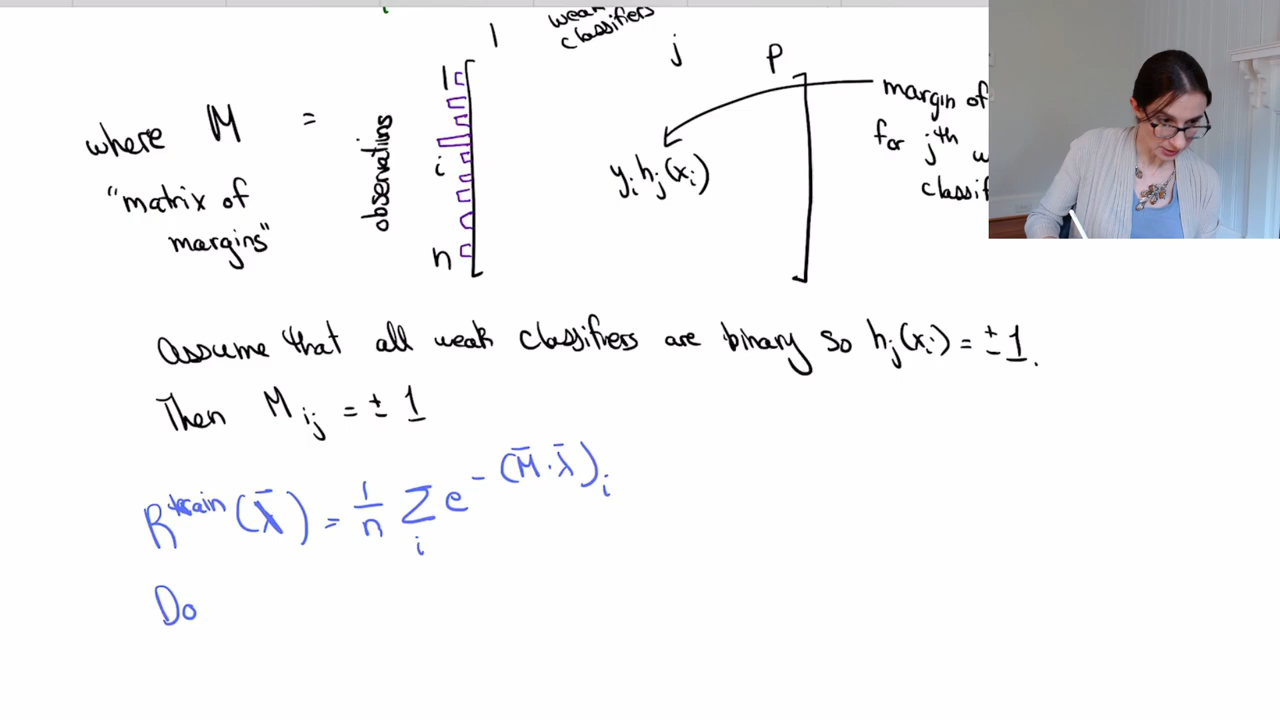 1 weak
classifiers
j p
where M = observations 1 i n
"matrix of
margins"
y_i h_j(x_i)
margin of
for j^th w
classif
Assume that all weak classifiers are binary so h_j(x_i) = ± 1.
Then M_ij = ± 1
R^train(λ̄) = 1/n Σ_i e^-(M̄·λ̄)_i
Do